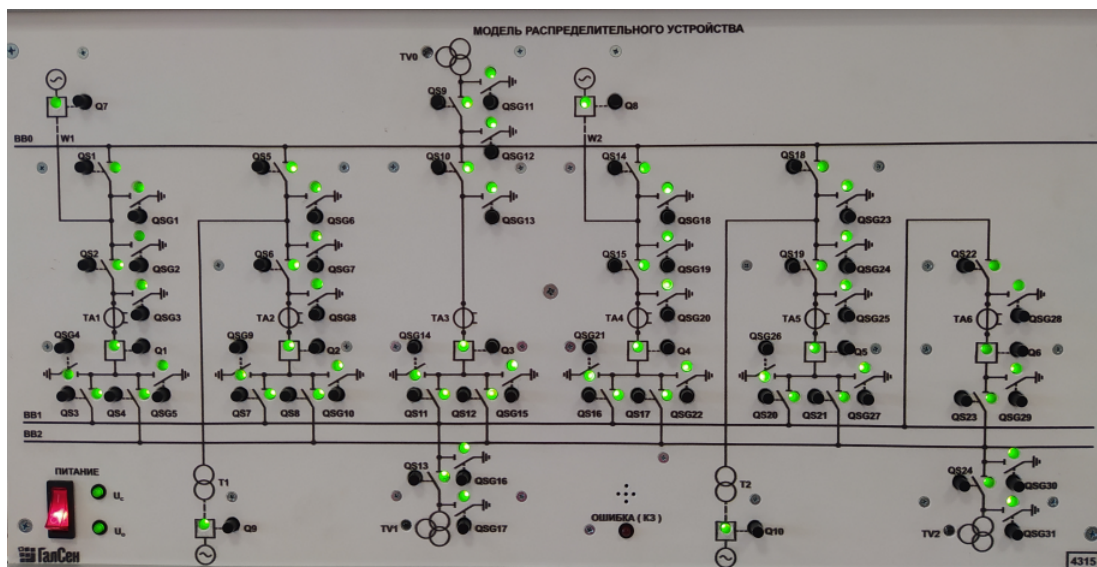 МОДЕЛЬ РАСПРЕДЕЛИТЕЛЬНОГО УСТРОЙСТВА
TV0
QS9
QSG11
Q7
Q8
QSG12
BB0
W1
W2
QS1
QS5
QS10
QS14
QS18
QSG1
QSG6
QSG13
QSG18
QSG23
QS2
QSG2
QS6
QSG7
QS15
QSG19
QS19
QSG24
QS22
TA1
QSG3
TA2
QSG8
TA3
TA4
QSG20
TA5
QSG25
TA6
QSG28
QSG4
Q1
QSG9
Q2
QSG14
Q3
QSG21
Q4
QSG26
Q5
Q6
QS3
QS4
QSG5
QS7
QS8
QSG10
QS11
QS12
QSG15
QS16
QS17
QSG22
QS20
QS21
QSG27
QS23
QSG29
BB1
BB2
ПИТАНИЕ
Uс
Uо
T1
QS13
QSG16
T2
QS24
QSG30
Q9
TV1
QSG17
ОШИБКА ( КЗ )
Q10
TV2
QSG31
ГалСен
4315